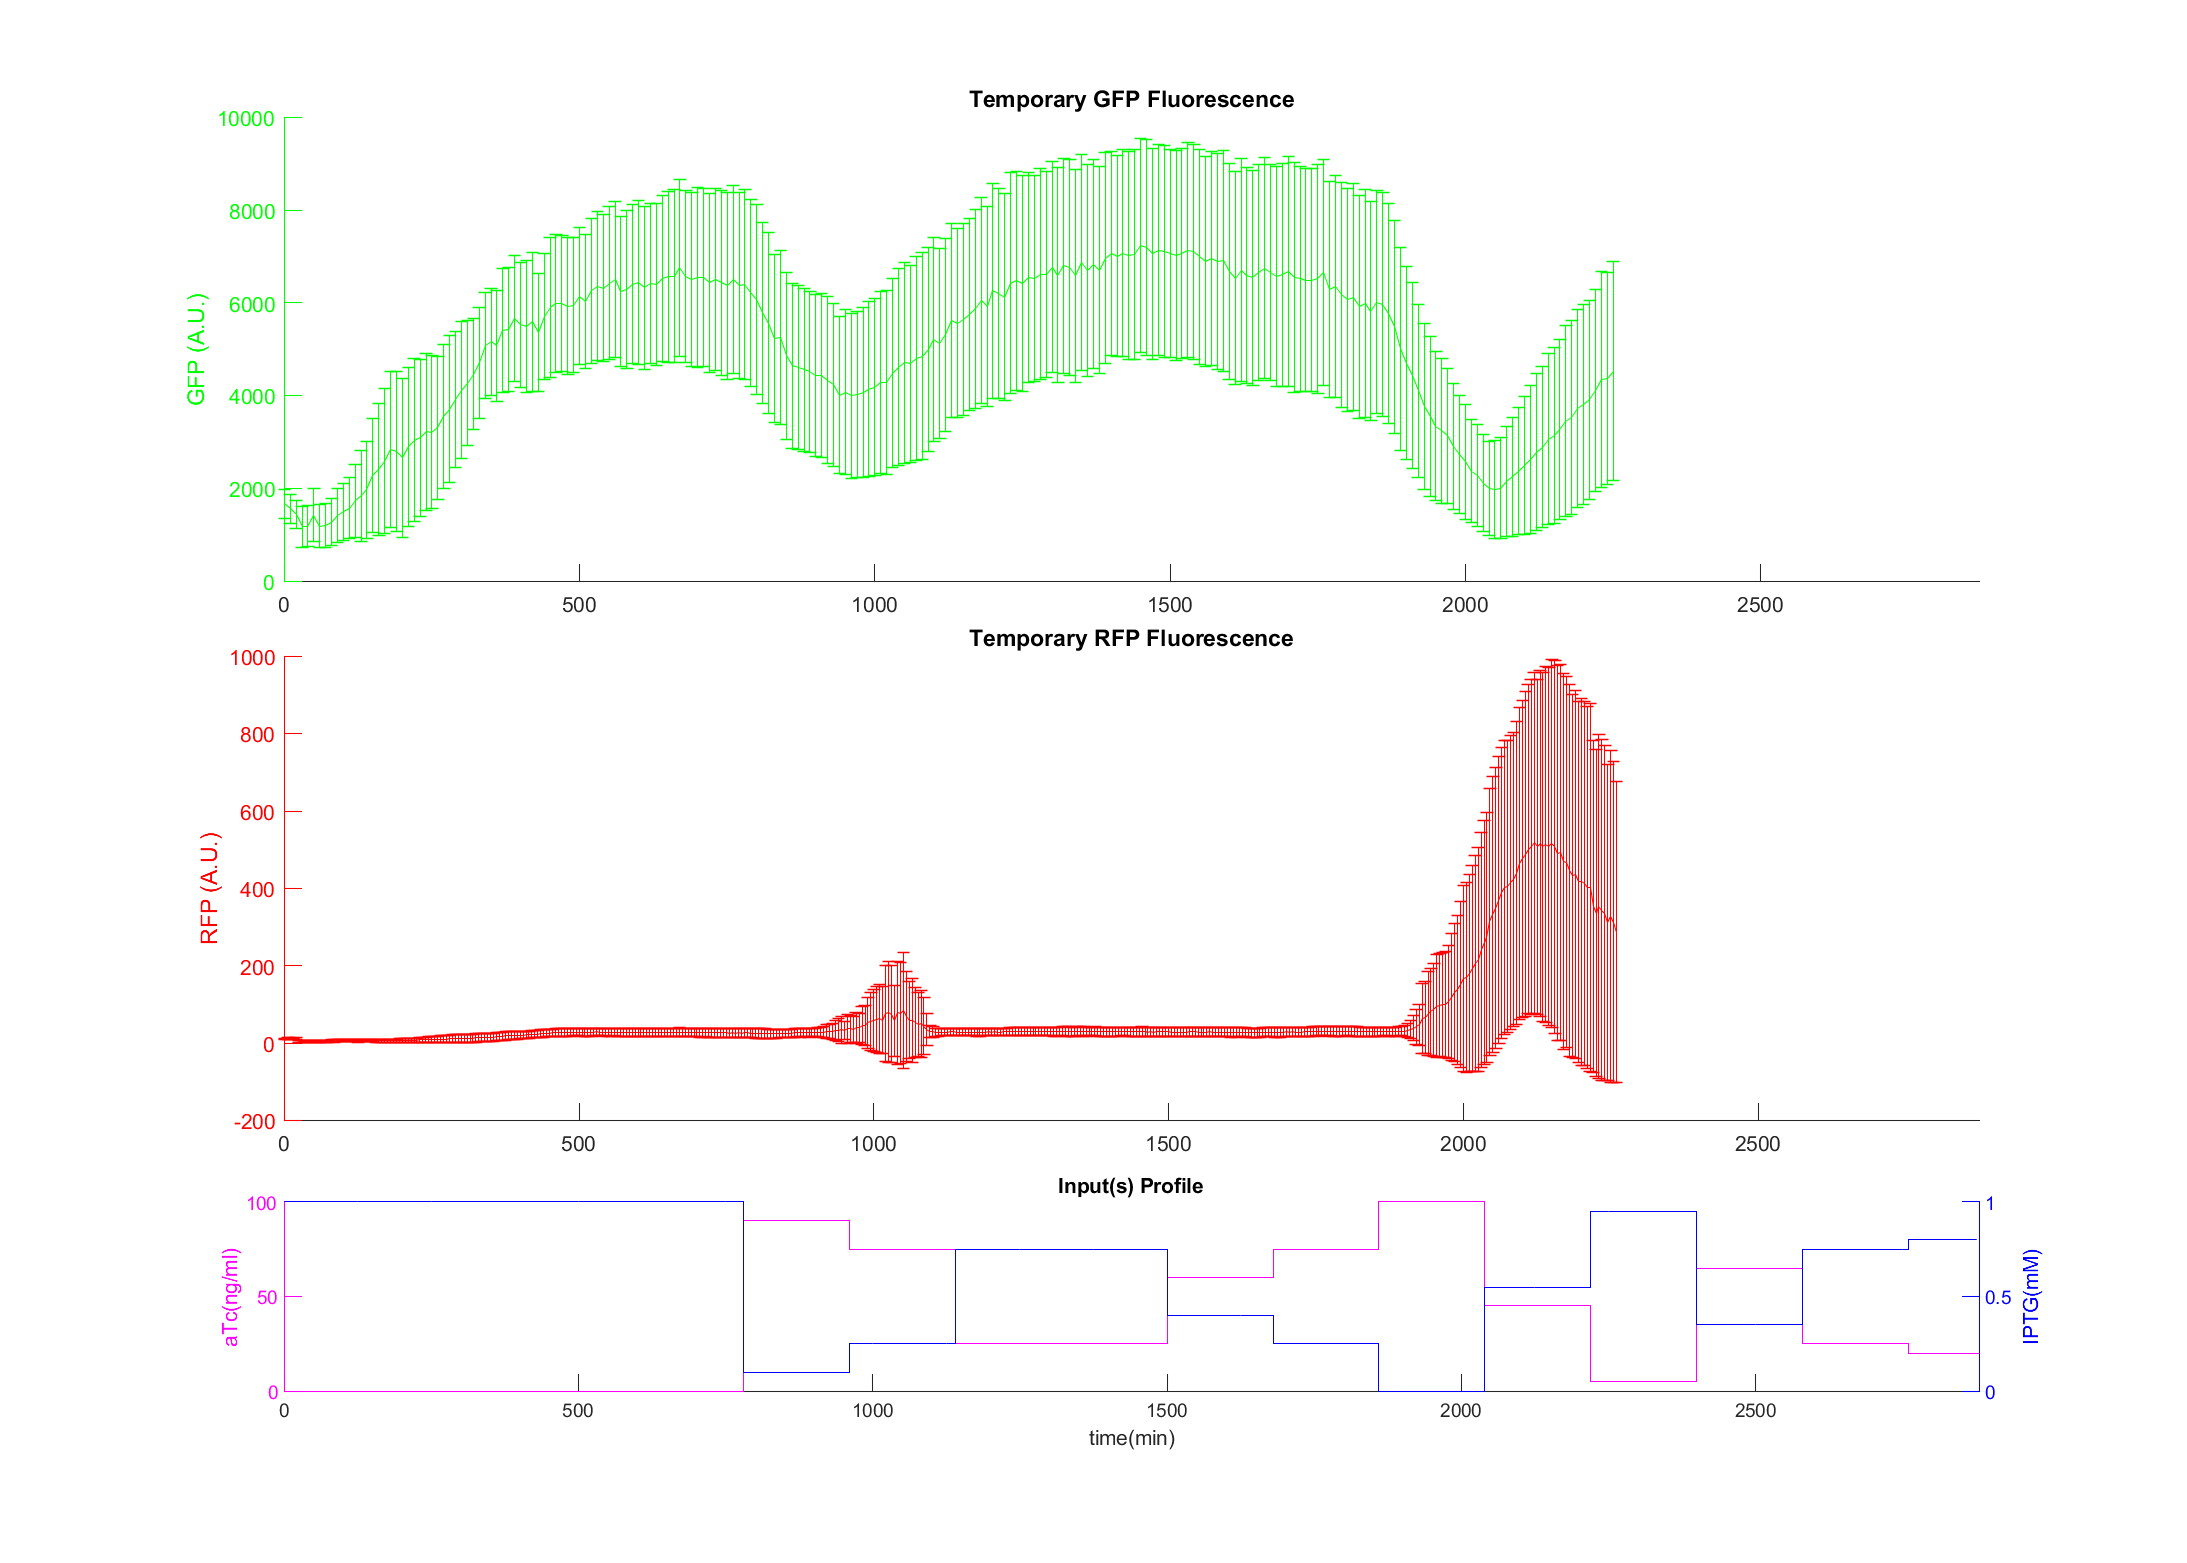 Temporary GFP Fluorescence
10000
8000
6000
4000
2000
0
GFP (A.U.)
0 500 1000 1500 2000 2500
Temporary RFP Fluorescence
1000
800
600
400
200
0
-200
RFP (A.U.)
0 500 1000 1500 2000 2500
Input(s) Profile
100
50
0
aTc(ng/ml)
1
0.5
0
IPTG(mM)
0 500 1000 1500 2000 2500
time(min)